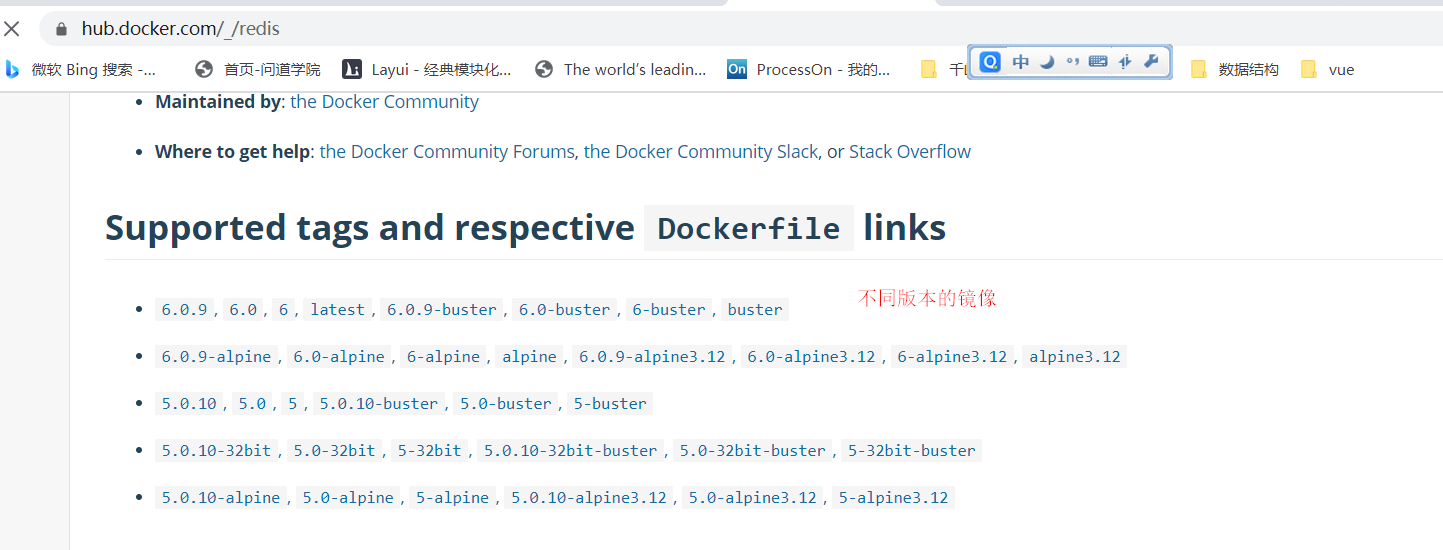 hub.docker.com/_/redis
微软 Bing 搜索 -... 首页-问道学院 Layui - 经典模块化... The world's leadin... On ProcessOn - 我的... 中 数据结构 vue
• Maintained by: the Docker Community
• Where to get help: the Docker Community Forums, the Docker Community Slack, or Stack Overflow
Supported tags and respective Dockerfile links
• 6.0.9, 6.0, 6, latest, 6.0.9-buster, 6.0-buster, 6-buster, buster 不同版本的镜像
• 6.0.9-alpine, 6.0-alpine, 6-alpine, alpine, 6.0.9-alpine3.12, 6.0-alpine3.12, 6-alpine3.12, alpine3.12
• 5.0.10, 5.0, 5, 5.0.10-buster, 5.0-buster, 5-buster
• 5.0.10-32bit, 5.0-32bit, 5-32bit, 5.0.10-32bit-buster, 5.0-32bit-buster, 5-32bit-buster
• 5.0.10-alpine, 5.0-alpine, 5-alpine, 5.0.10-alpine3.12, 5.0-alpine3.12, 5-alpine3.12